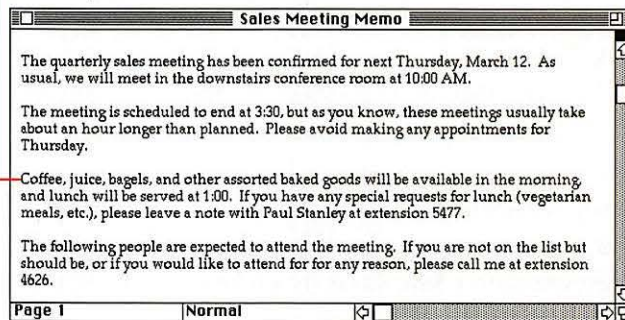 Sales Meeting Memo
The quarterly sales meeting has been confirmed for next Thursday, March 12. As
usual, we will meet in the downstairs conference room at 10:00 AM.
The meeting is scheduled to end at 3:30, but as you know, these meetings usually take
about an hour longer than planned. Please avoid making any appointments for
Thursday.
Coffee, juice, bagels, and other assorted baked goods will be available in the morning,
and lunch will be served at 1:00. If you have any special requests for lunch (vegetarian
meals, etc.), please leave a note with Paul Stanley at extension 5477.
The following people are expected to attend the meeting. If you are not on the list but
should be, or if you would like to attend for for any reason, please call me at extension
4626.
Page 1 Normal